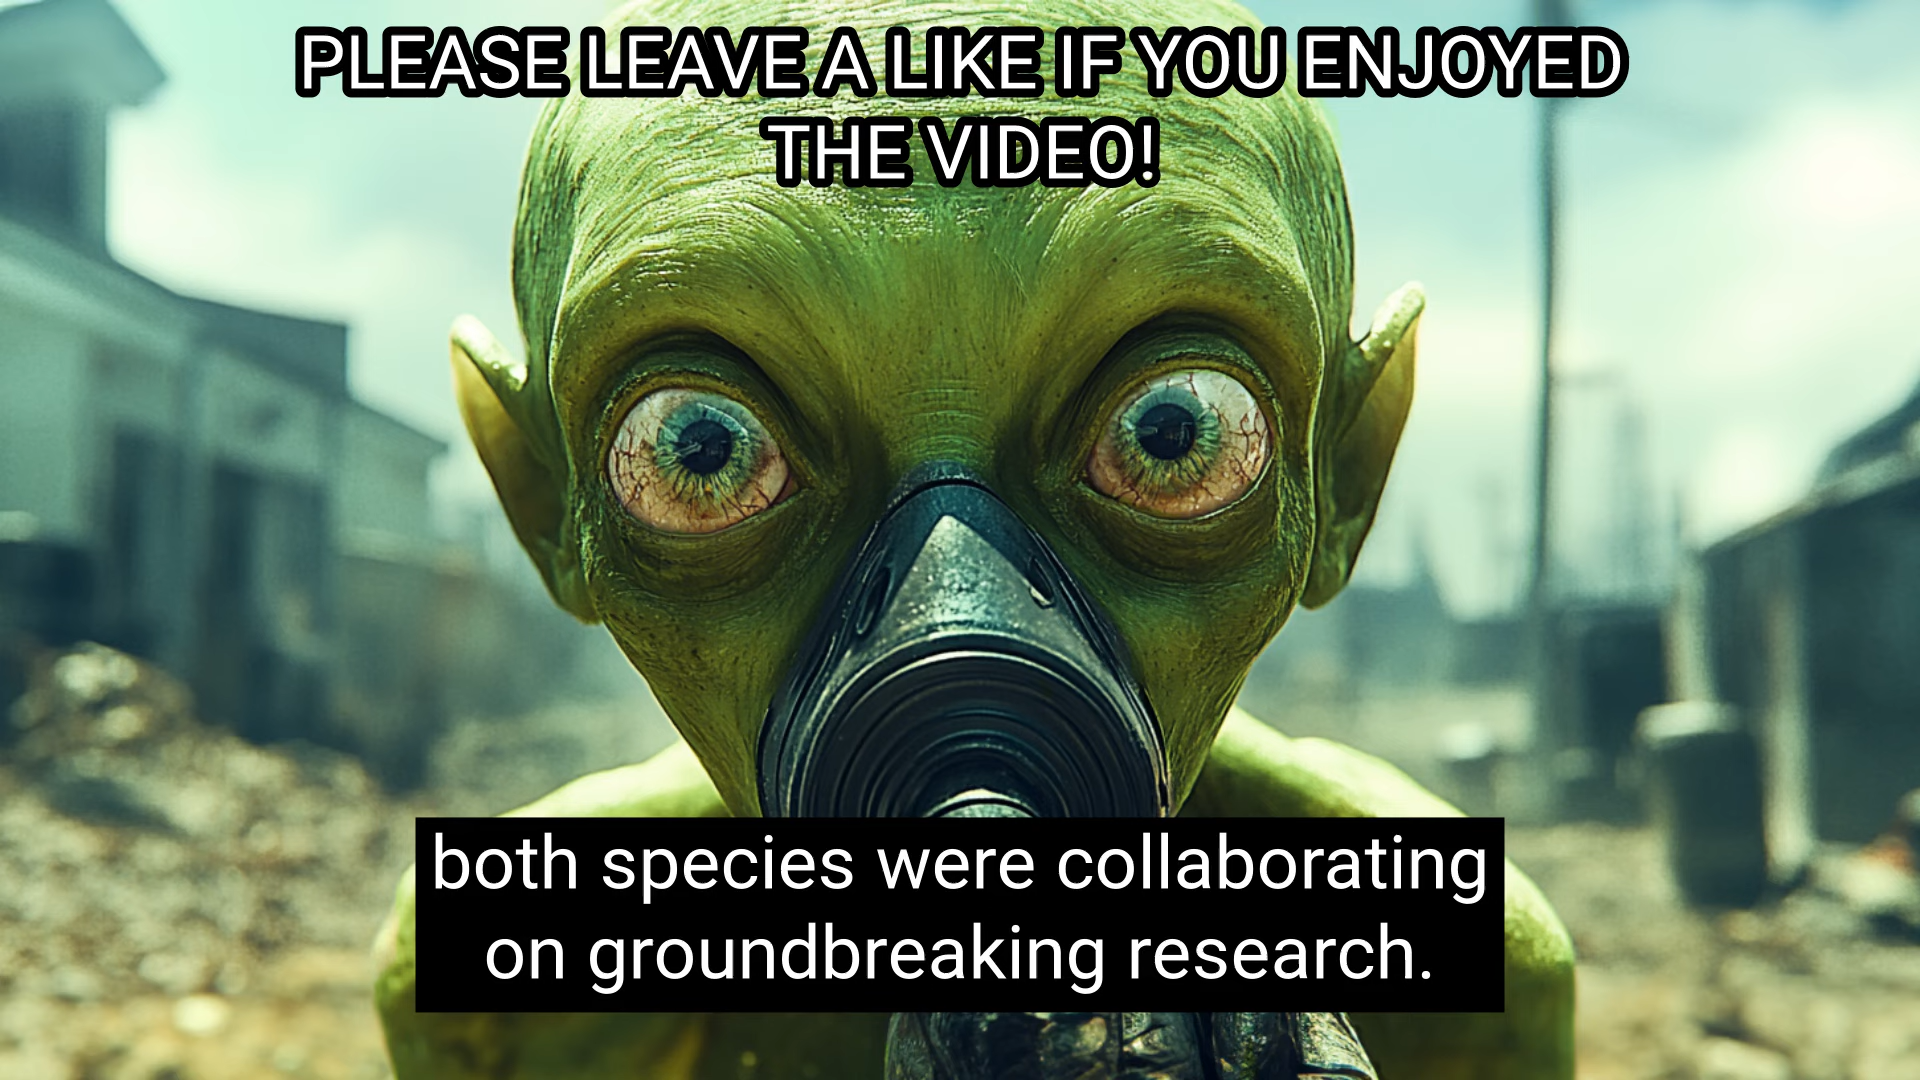 PLEASE LEAVE A LIKE IF YOU ENJOYED
THE VIDEO!
both species were collaborating
on groundbreaking research.